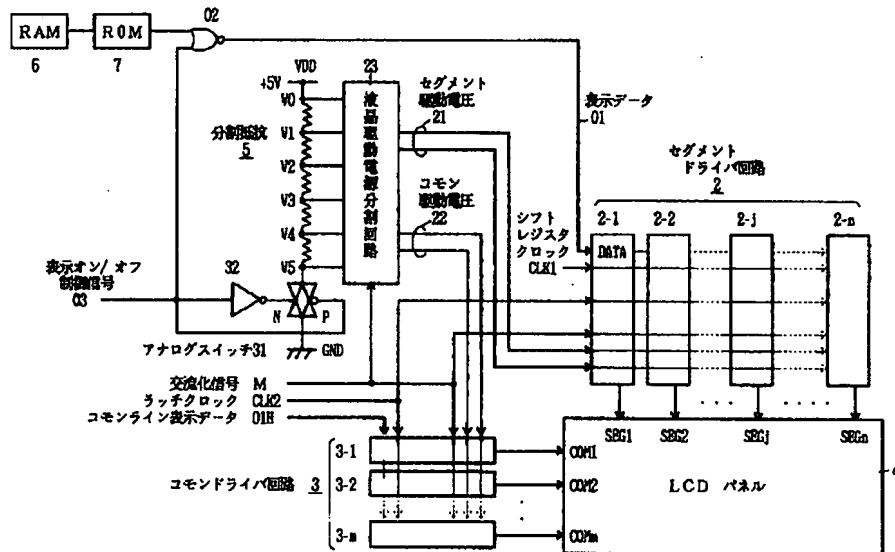 RAM
6
ROM
7
02
VDD
+5V
V0
V1
V2
V3
V4
V5
分割抵抗
5
23
液晶駆動電源分割回路
セグメント
駆動電圧
21
コモン
駆動電圧
22
表示データ
01
セグメント
ドライバ回路
2
2-1
2-2
2-j
2-n
DATA
シフト
レジスタ
クロック
CLK1
表示オン/オフ
制御信号
03
32
N
P
アナログスイッチ31
GND
交流化信号 M
ラッチクロック CLK2
コモンライン表示データ 01H
SEG1
SEG2
SEGj
SEGn
コモンドライバ回路 3
3-1
3-2
3-m
COM1
COM2
COMm
LCD パネル